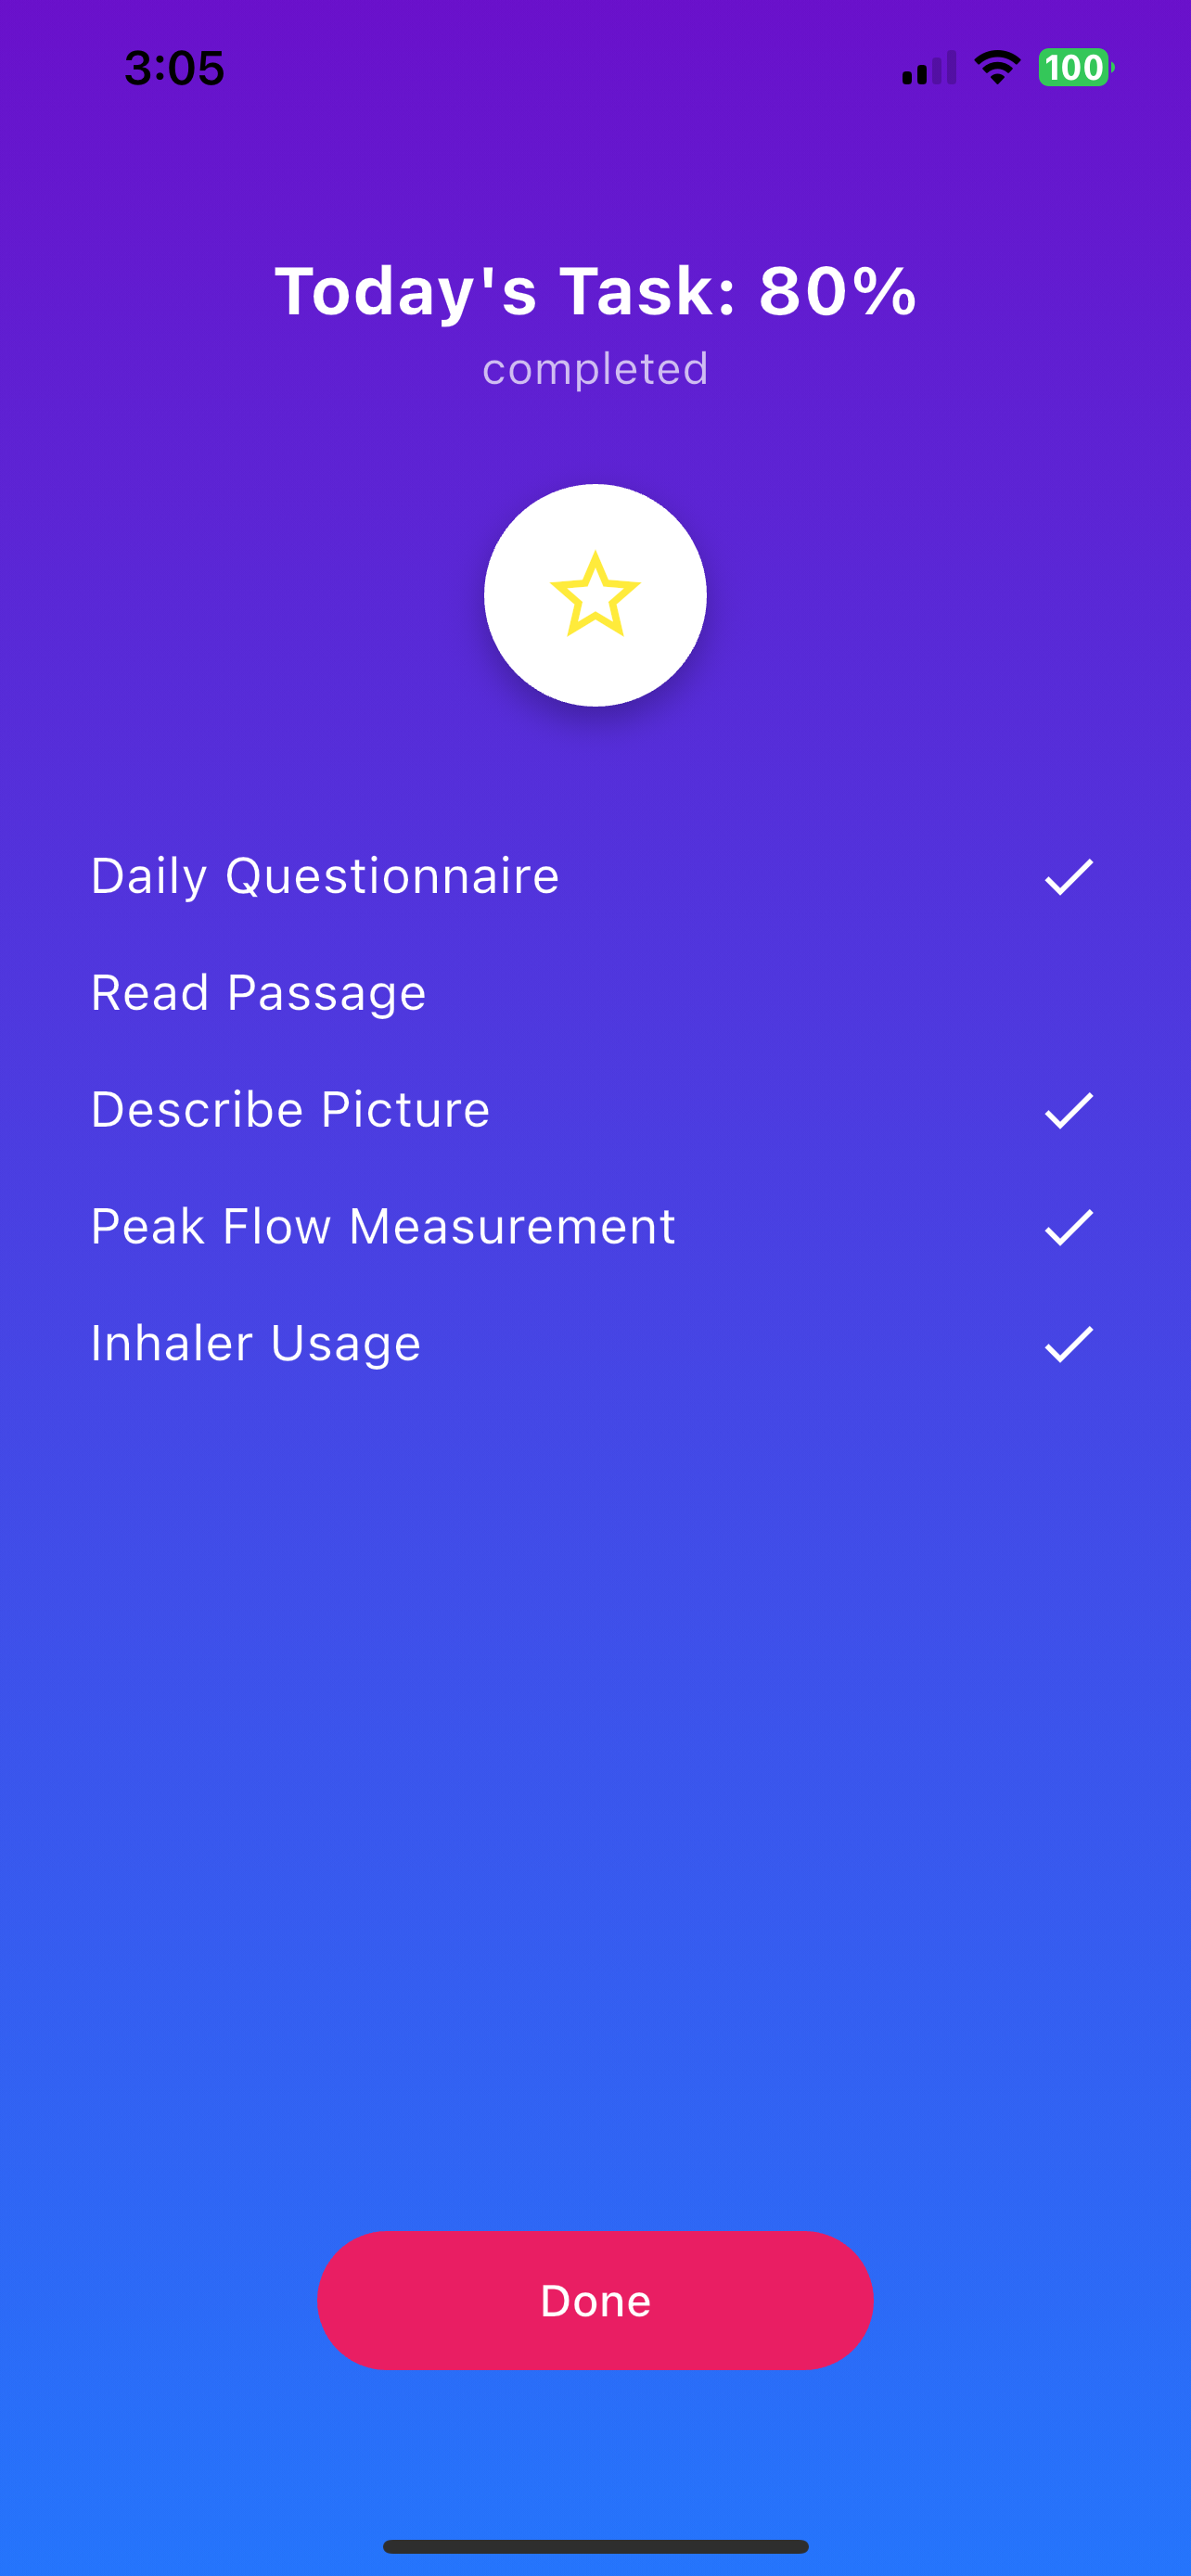 3:05
100
Today's Task: 80%
completed
Daily Questionnaire
Read Passage
Describe Picture
Peak Flow Measurement
Inhaler Usage
Done